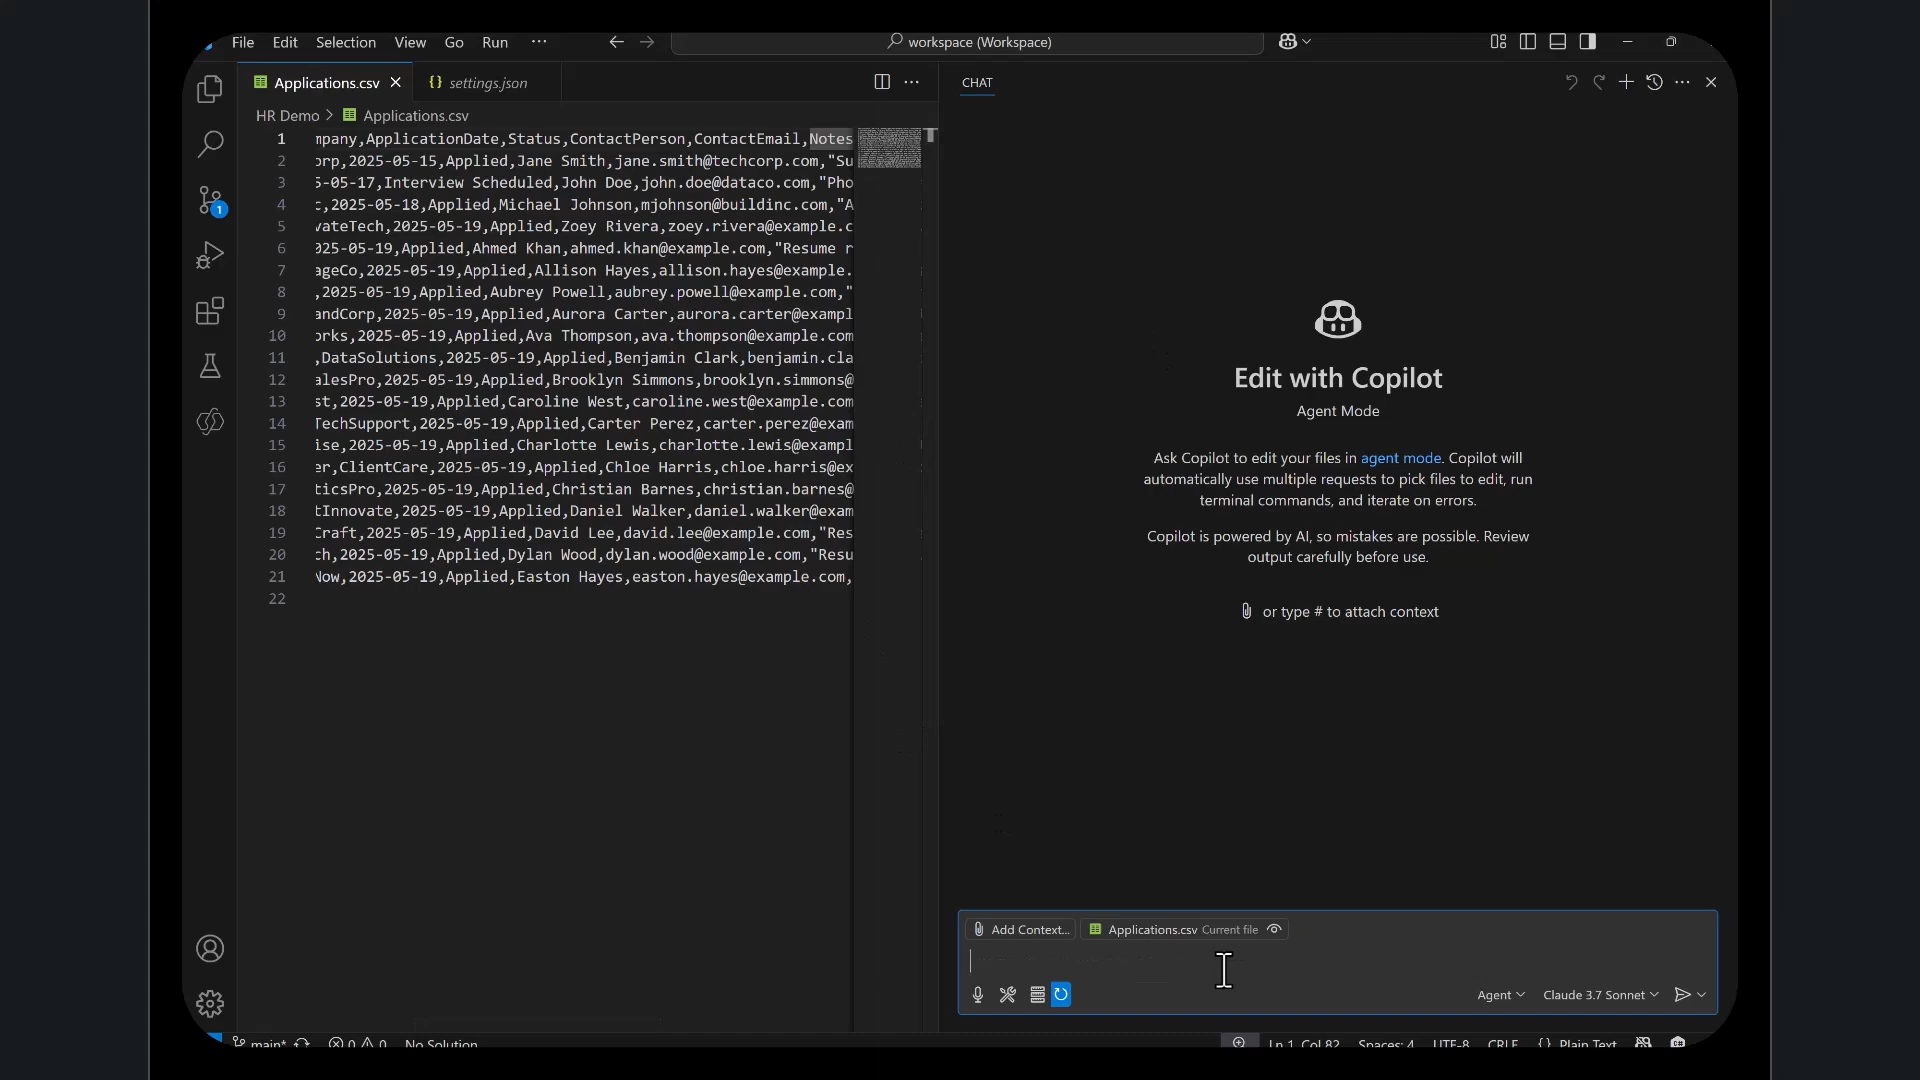 File Edit Selection View Go Run ··· workspace (Workspace)
Applications.csv settings.json
HR Demo > Applications.csv
1 mpany,ApplicationDate,Status,ContactPerson,ContactEmail,Notes
2 orp,2025-05-15,Applied,Jane Smith,jane.smith@techcorp.com,"Su
3 5-05-17,Interview Scheduled,John Doe,john.doe@dataco.com,"Pho
4 c,2025-05-18,Applied,Michael Johnson,mjohnson@buildinc.com,"A
5 vateTech,2025-05-19,Applied,Zoey Rivera,zoey.rivera@example.c
6 025-05-19,Applied,Ahmed Khan,ahmed.khan@example.com,"Resume r
7 ageCo,2025-05-19,Applied,Allison Hayes,allison.hayes@example.
8 ,2025-05-19,Applied,Aubrey Powell,aubrey.powell@example.com,"
9 andCorp,2025-05-19,Applied,Aurora Carter,aurora.carter@exampl
10 orks,2025-05-19,Applied,Ava Thompson,ava.thompson@example.com
11 ,DataSolutions,2025-05-19,Applied,Benjamin Clark,benjamin.cla
12 alesPro,2025-05-19,Applied,Brooklyn Simmons,brooklyn.simmons@
13 st,2025-05-19,Applied,Caroline West,caroline.west@example.com
14 TechSupport,2025-05-19,Applied,Carter Perez,carter.perez@exam
15 ise,2025-05-19,Applied,Charlotte Lewis,charlotte.lewis@exampl
16 er,ClientCare,2025-05-19,Applied,Chloe Harris,chloe.harris@ex
17 ticsPro,2025-05-19,Applied,Christian Barnes,christian.barnes@
18 tInnovate,2025-05-19,Applied,Daniel Walker,daniel.walker@exam
19 Craft,2025-05-19,Applied,David Lee,david.lee@example.com,"Res
20 ch,2025-05-19,Applied,Dylan Wood,dylan.wood@example.com,"Resu
21 Now,2025-05-19,Applied,Easton Hayes,easton.hayes@example.com,
22
CHAT
Edit with Copilot
Agent Mode
Ask Copilot to edit your files in agent mode. Copilot will
automatically use multiple requests to pick files to edit, run
terminal commands, and iterate on errors.
Copilot is powered by AI, so mistakes are possible. Review
output carefully before use.
or type # to attach context
Add Context... Applications.csv Current file
Agent Claude 3.7 Sonnet
1
main* 0 0 No Solution Ln 1, Col 82 Spaces: 4 UTF-8 CRLF {} Plain Text